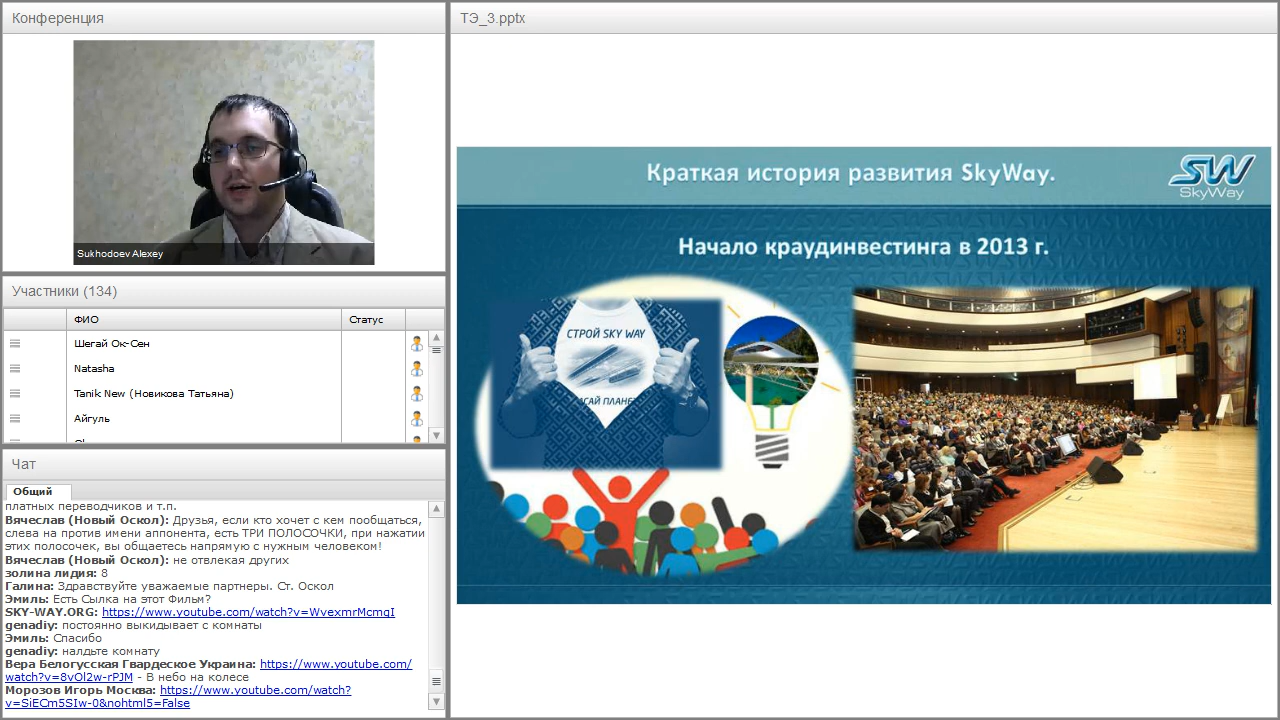 Конференция
Sukhodoev Alexey
Участники (134)
ФИО
Статус
Шегай Ок-Сен
Natasha
Tanik New (Новикова Татьяна)
Айгуль
Чат
Общий
платных переводчиков и т.п.
Вячеслав (Новый Оскол): Друзья, если кто хочет с кем пообщаться,
слева на против имени аппонента, есть ТРИ ПОЛОСОЧКИ, при нажатии
этих полосочек, вы общаетесь напрямую с нужным человеком!
Вячеслав (Новый Оскол): не отвлекая других
золина лидия: 8
Галина: Здравствуйте уважаемые партнеры. Ст. Оскол
Эмиль: Есть Сылка на этот Фильм?
SKY-WAY.ORG: https://www.youtube.com/watch?v=WvexmrMcmqI
genadiy: постоянно выкидывает с комнаты
Эмиль: Спасибо
genadiy: налдьте комнату
Вера Белогусская Гвардеское Украина: https://www.youtube.com/
watch?v=8vOl2w-rPJM - В небо на колесе
Морозов Игорь Москва: https://www.youtube.com/watch?
v=SiECm5SIw-0&nohtml5=False
ТЭ_3.pptx
Краткая история развития SkyWay.
SW
SkyWay
Начало краудинвестинга в 2013 г.
СТРОЙ SKY WAY
АСАЙ ПЛАНЕ